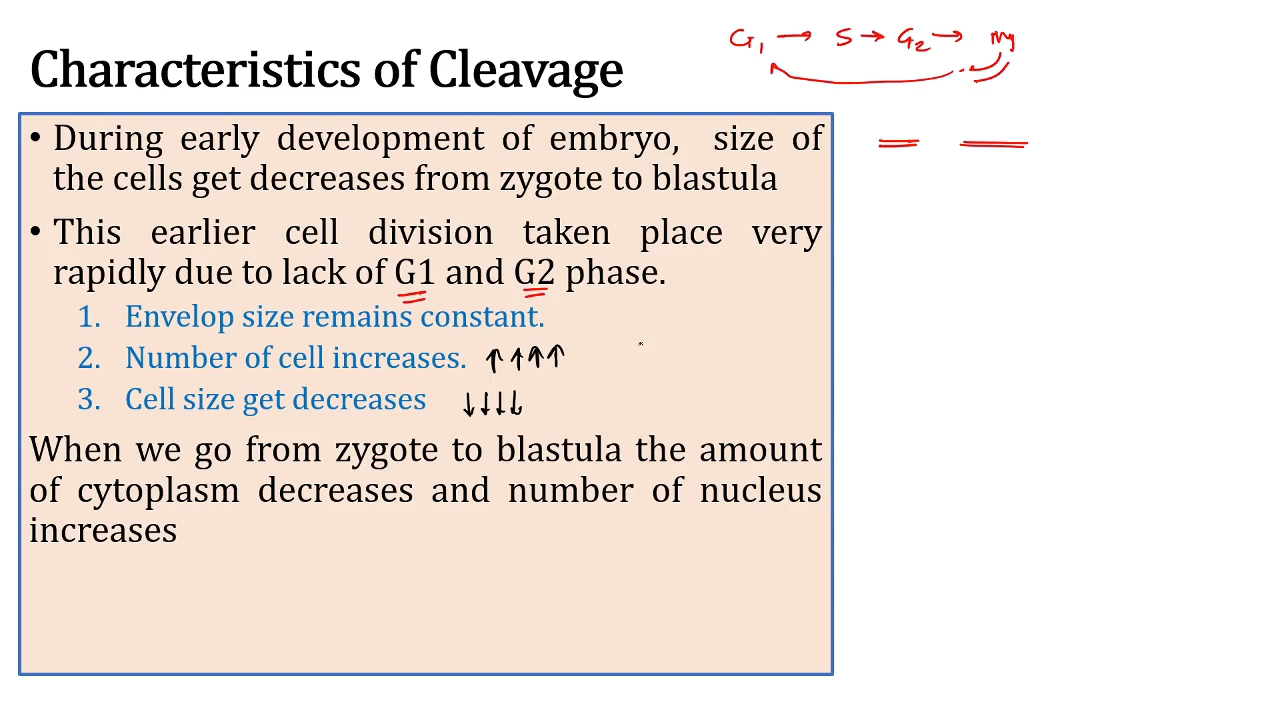 G1 → S → G2 → M
Characteristics of Cleavage
• During early development of embryo, size of
the cells get decreases from zygote to blastula
• This earlier cell division taken place very
rapidly due to lack of G1 and G2 phase.
1. Envelop size remains constant.
2. Number of cell increases. ↑↑↑↑
3. Cell size get decreases ↓↓↓↓
When we go from zygote to blastula the amount
of cytoplasm decreases and number of nucleus
increases